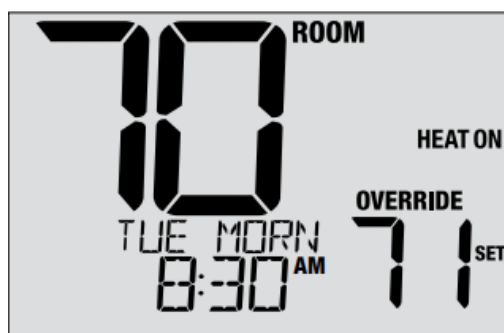 70 ROOM
HEAT ON
OVERRIDE
TUE MORN
71 SET
8:30 AM